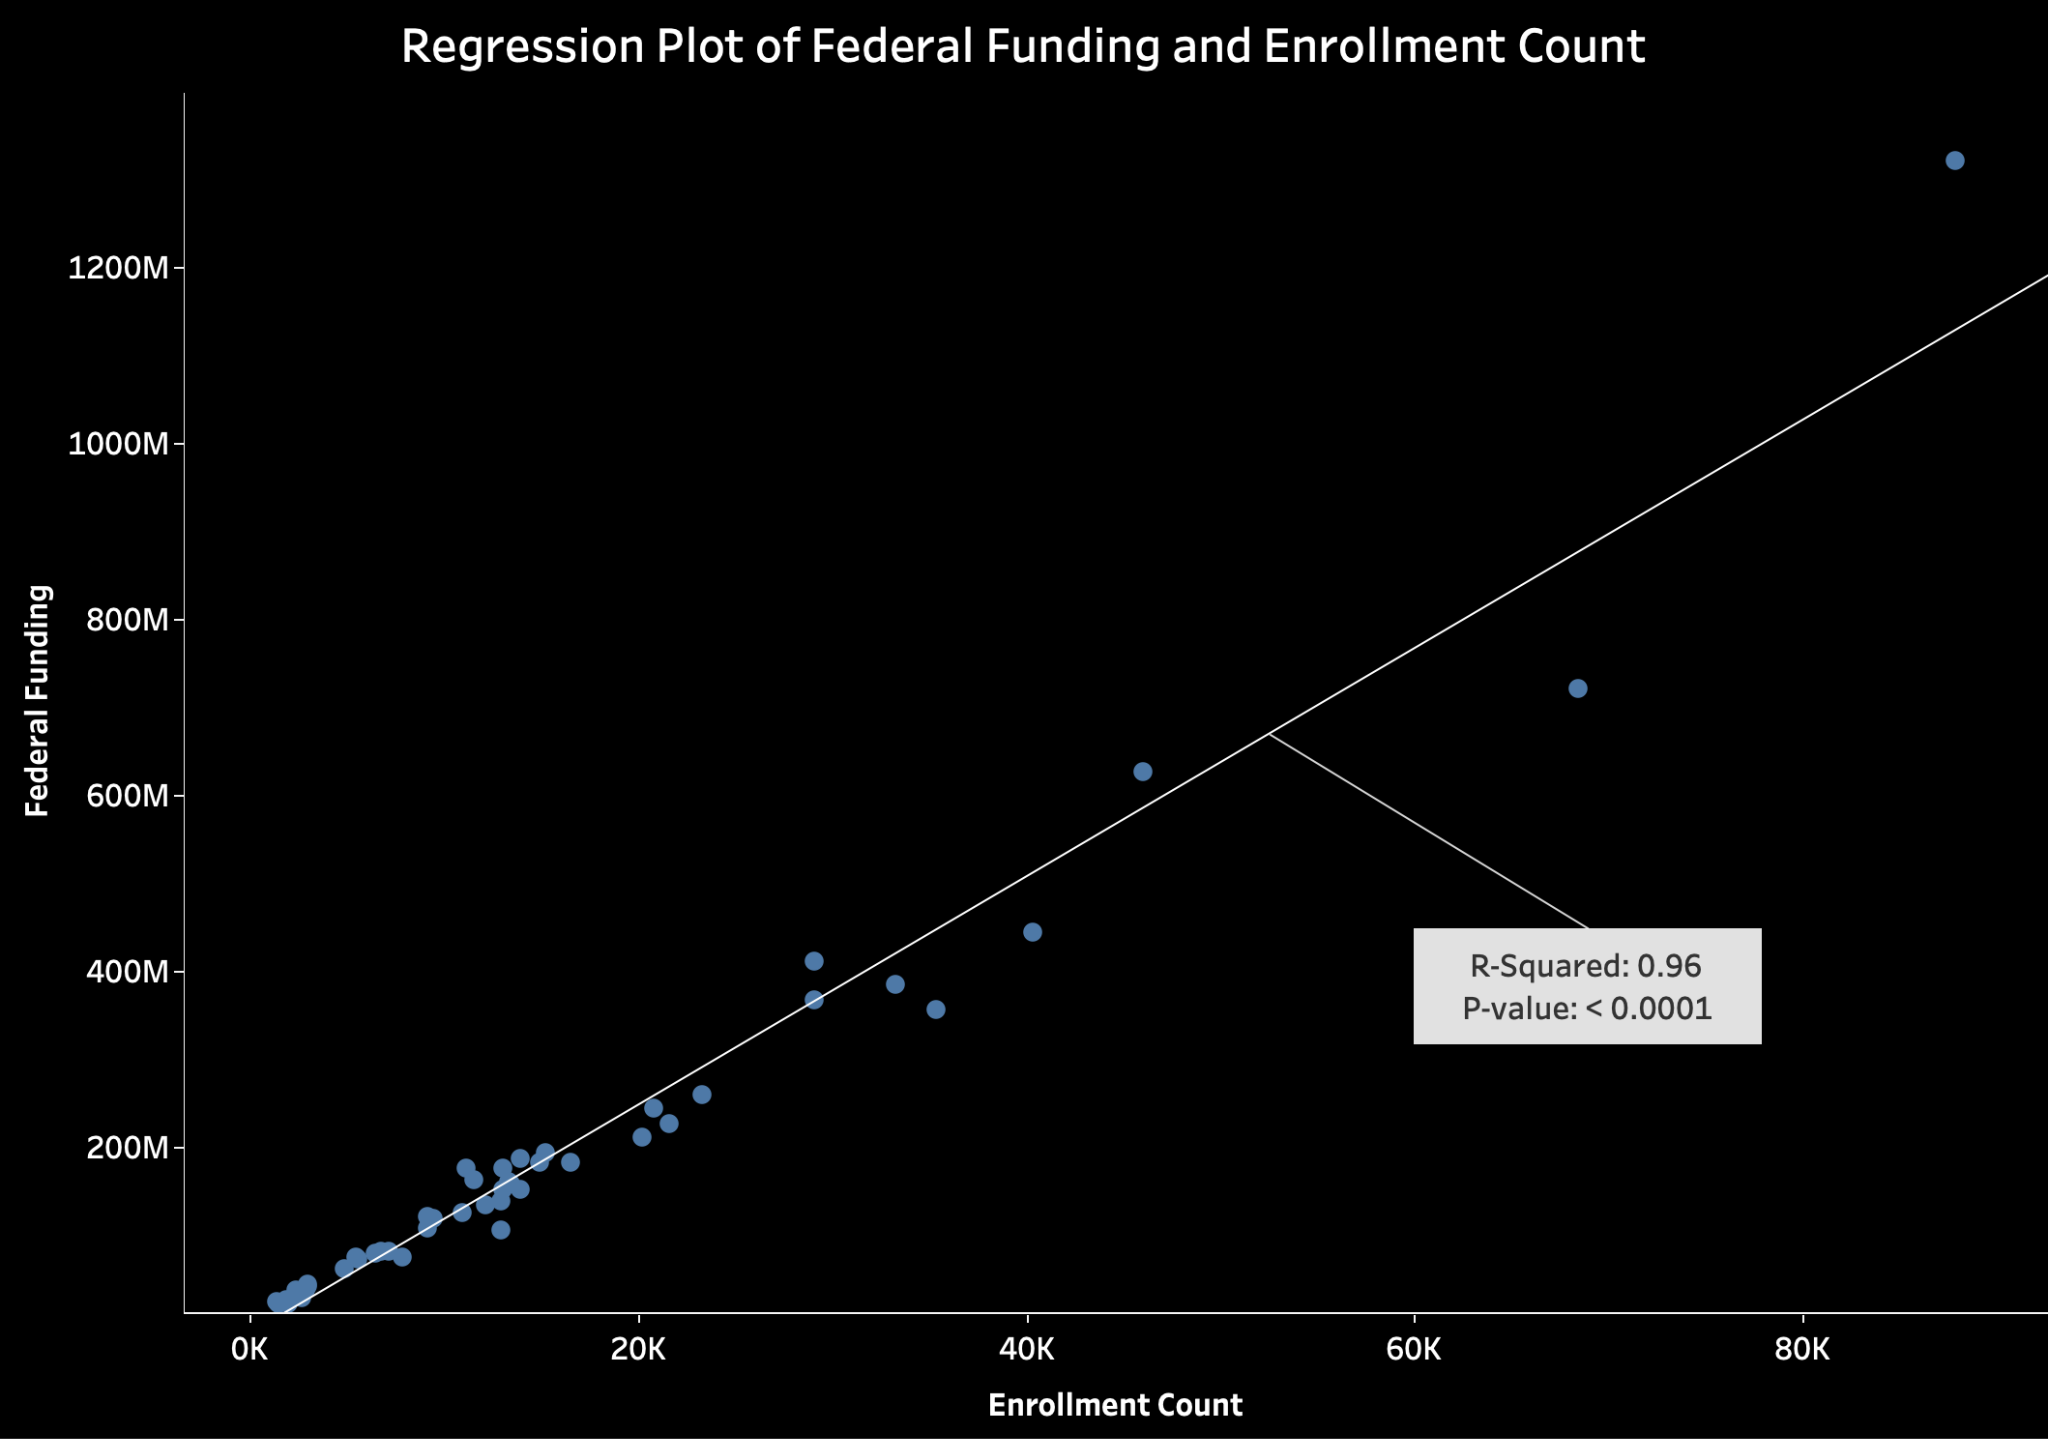 Regression Plot of Federal Funding and Enrollment Count
1200M
1000M
800M
600M
400M
200M
Federal Funding
R-Squared: 0.96
P-value: < 0.0001
0K 20K 40K 60K 80K
Enrollment Count